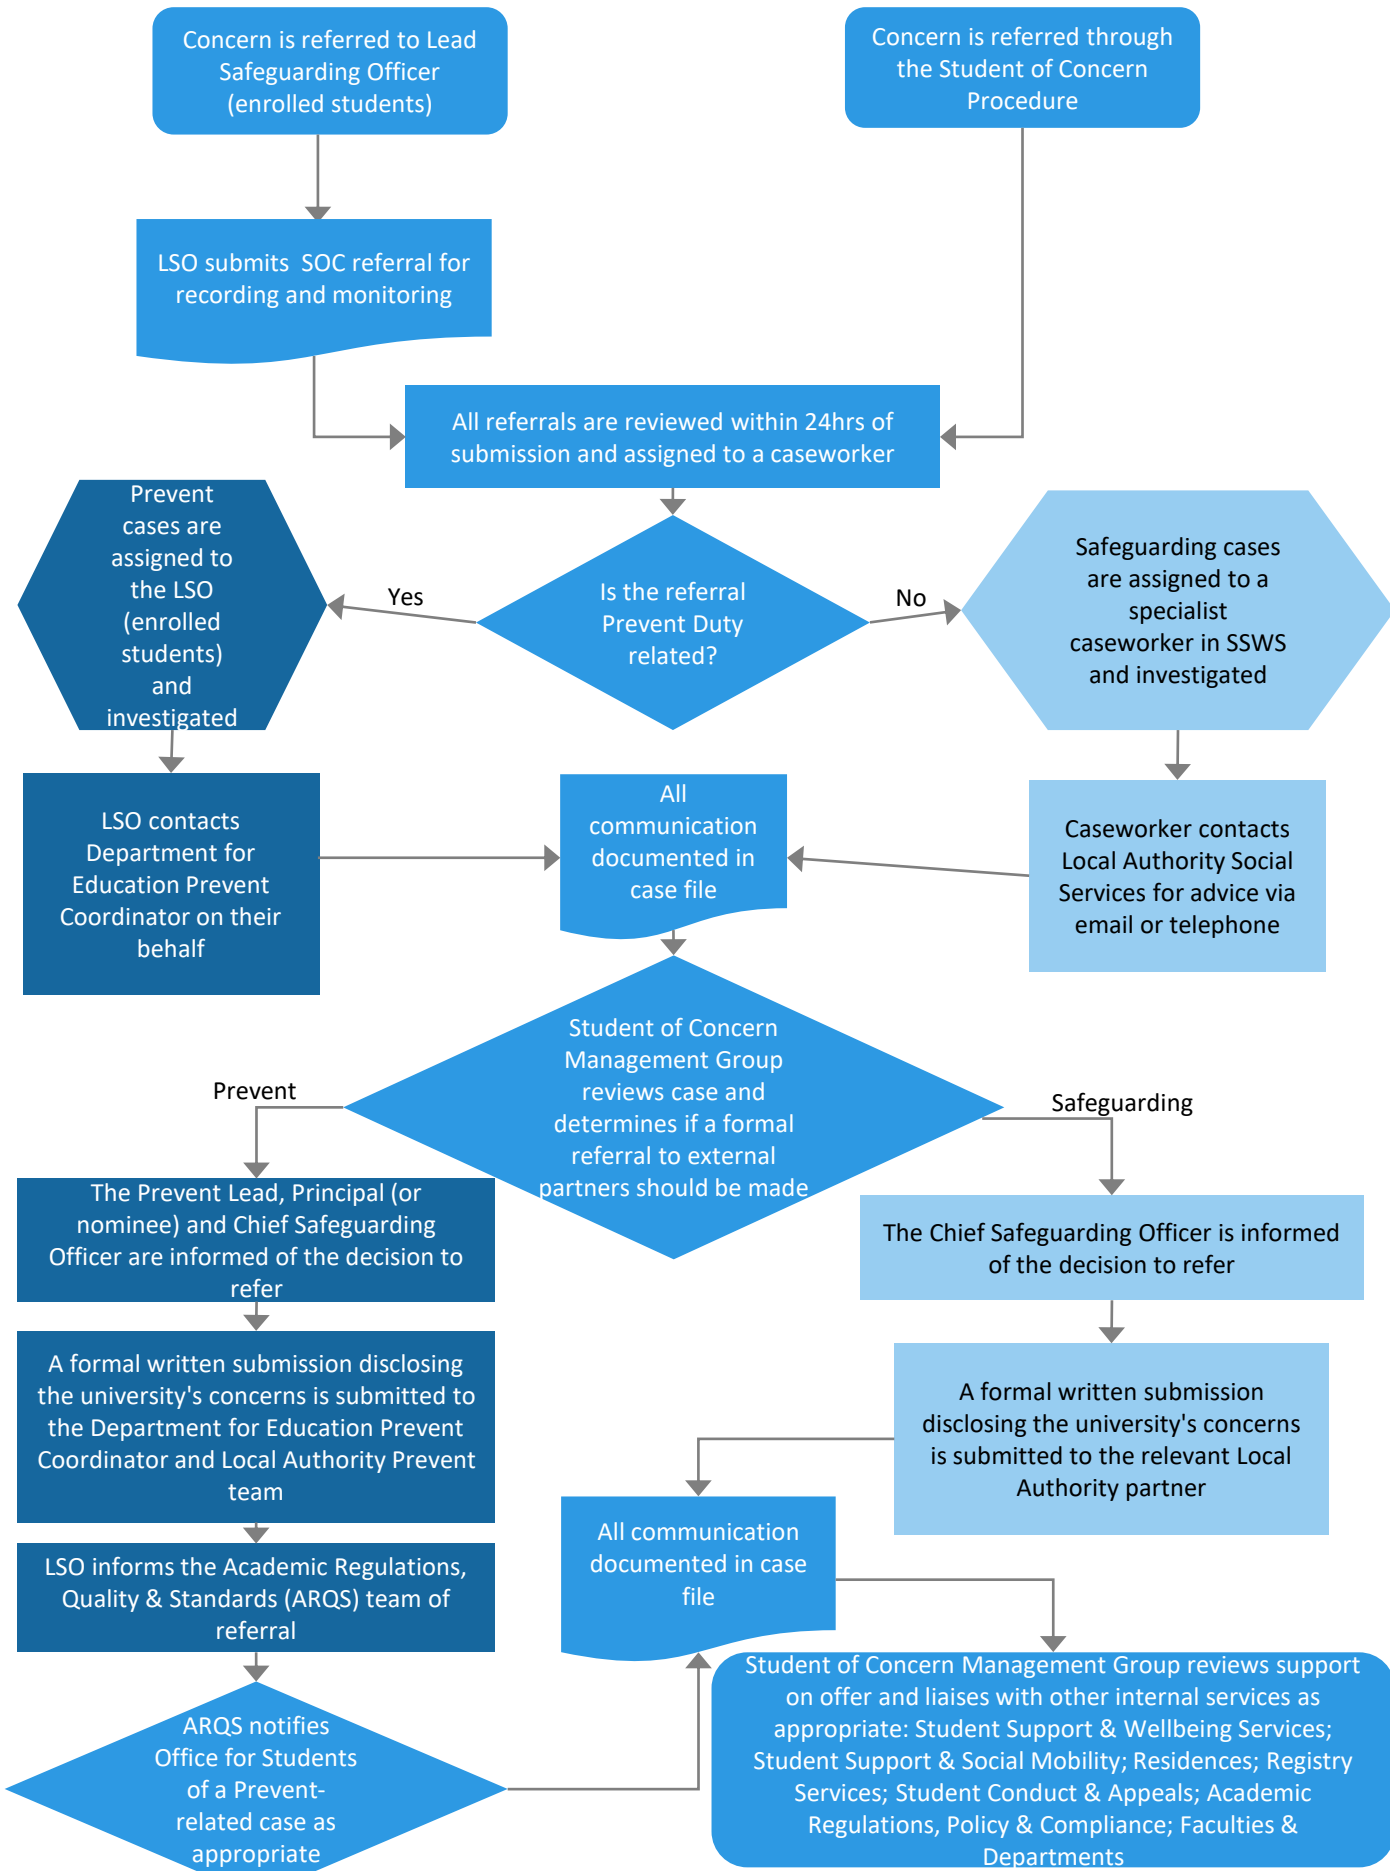 Concern is referred to Lead
Safeguarding Officer
(enrolled students)
Concern is referred through
the Student of Concern
Procedure
LSO submits  SOC referral for
recording and monitoring
All referrals are reviewed within 24hrs of
submission and assigned to a caseworker
Prevent
cases are
assigned to
the LSO
(enrolled
students)
and
investigated
Yes
Is the referral
Prevent Duty
related?
No
Safeguarding cases
are assigned to a
specialist
caseworker in SSWS
and investigated
LSO contacts
Department for
Education Prevent
Coordinator on their
behalf
All
communication
documented in
case file
Caseworker contacts
Local Authority Social
Services for advice via
email or telephone
Student of Concern
Management Group
reviews case and
determines if a formal
referral to external
partners should be made
Prevent
Safeguarding
The Prevent Lead, Principal (or
nominee) and Chief Safeguarding
Officer are informed of the decision to
refer
The Chief Safeguarding Officer is informed
of the decision to refer
A formal written submission disclosing
the university's concerns is submitted to
the Department for Education Prevent
Coordinator and Local Authority Prevent
team
A formal written submission
disclosing the university's concerns
is submitted to the relevant Local
Authority partner
LSO informs the Academic Regulations,
Quality & Standards (ARQS) team of
referral
All communication
documented in case
file
ARQS notifies
Office for Students
of a Prevent-
related case as
appropriate
Student of Concern Management Group reviews support
on offer and liaises with other internal services as
appropriate: Student Support & Wellbeing Services;
Student Support & Social Mobility; Residences; Registry
Services; Student Conduct & Appeals; Academic
Regulations, Policy & Compliance; Faculties &
Departments